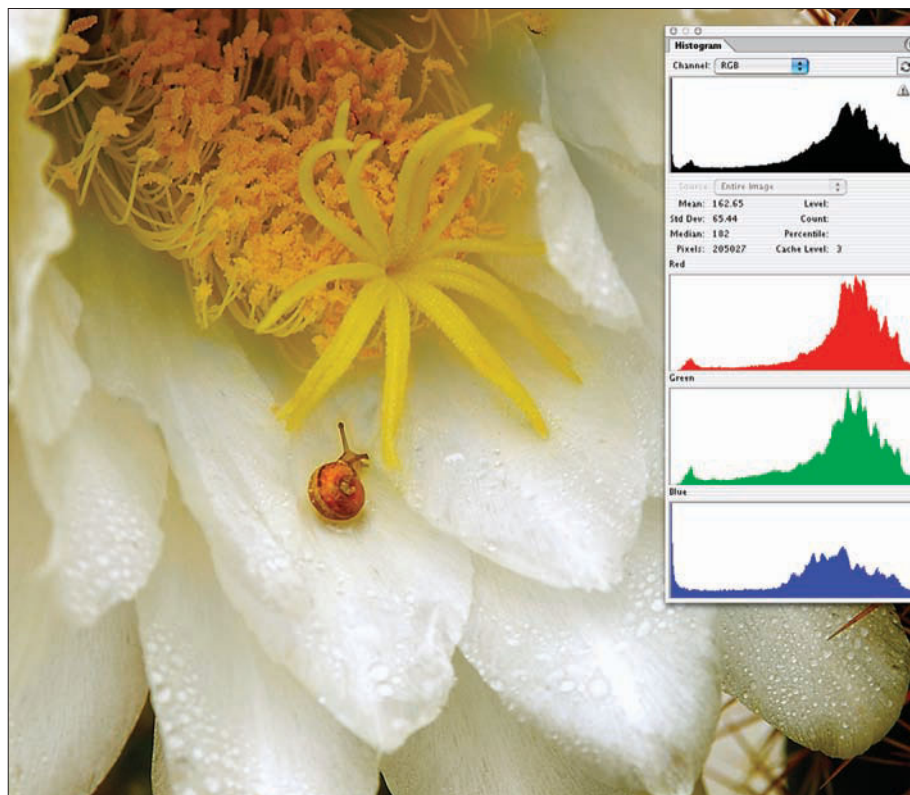 Histogram
Channel: RGB
Source: Entire Image
Mean: 162.65 Level:
Std Dev: 65.44 Count:
Median: 182 Percentile:
Pixels: 205027 Cache Level: 3
Red
Green
Blue